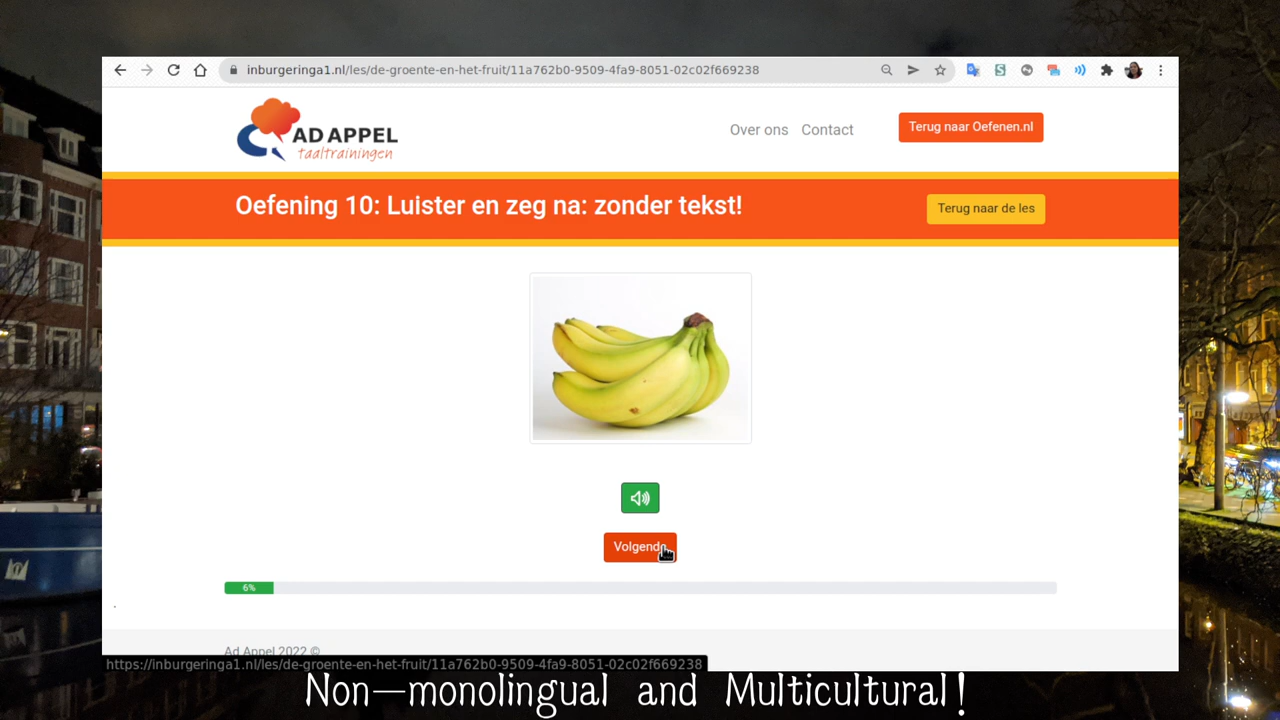 inburgeringa1.nl/les/de-groente-en-het-fruit/11a762b0-9509-4fa9-8051-02c02f669238
AD APPEL
taaltrainingen
Over ons
Contact
Terug naar Oefenen.nl
Oefening 10: Luister en zeg na: zonder tekst!
Terug naar de les
Volgende
6%
Ad Appel 2022 ©
https://inburgeringa1.nl/les/de-groente-en-het-fruit/11a762b0-9509-4fa9-8051-02c02f669238
Non-monolingual and Multicultural!